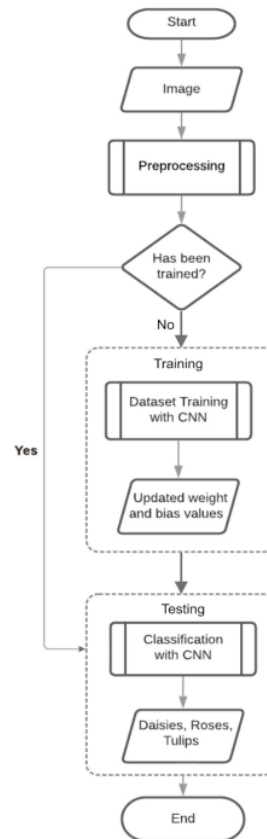 Start
Image
Preprocessing
Has been
trained?
No
Training
Dataset Training
with CNN
Yes
Updated weight
and bias values
Testing
Classification
with CNN
Daisies, Roses,
Tulips
End